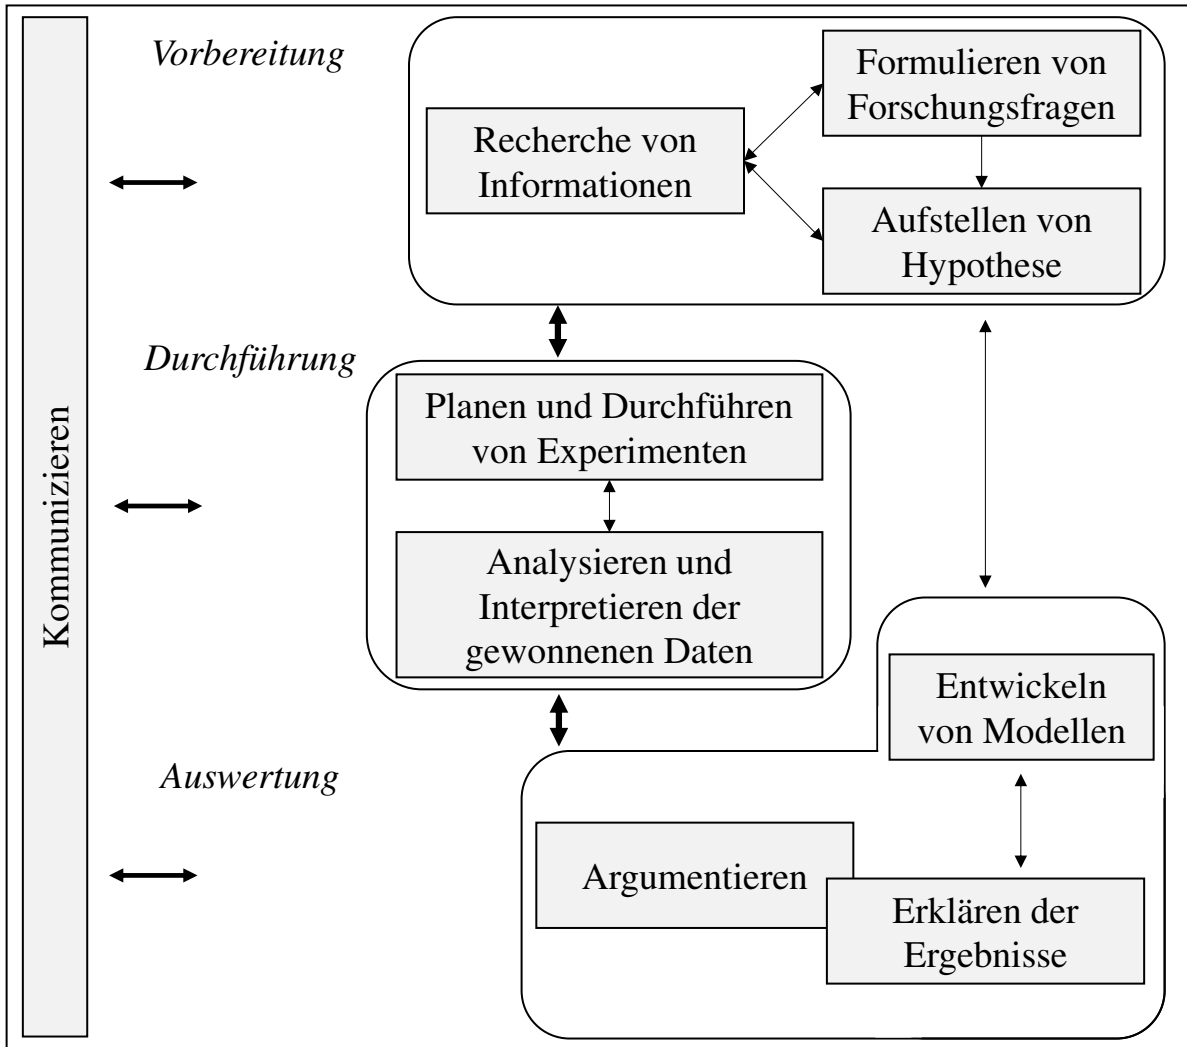 Kommunizieren
Vorbereitung
Formulieren von
Forschungsfragen
Recherche von
Informationen
Aufstellen von
Hypothese
Durchführung
Planen und Durchführen
von Experimenten
Analysieren und
Interpretieren der
gewonnenen Daten
Auswertung
Entwickeln
von Modellen
Argumentieren
Erklären der
Ergebnisse